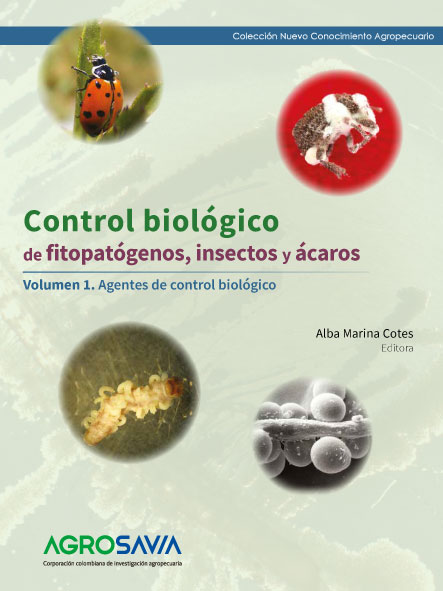 Colección Nuevo Conocimiento Agropecuario
Control biológico
de fitopatógenos, insectos y ácaros
Volumen 1. Agentes de control biológico
Alba Marina Cotes
Editora
AGROSAVIA
Corporación colombiana de investigación agropecuaria